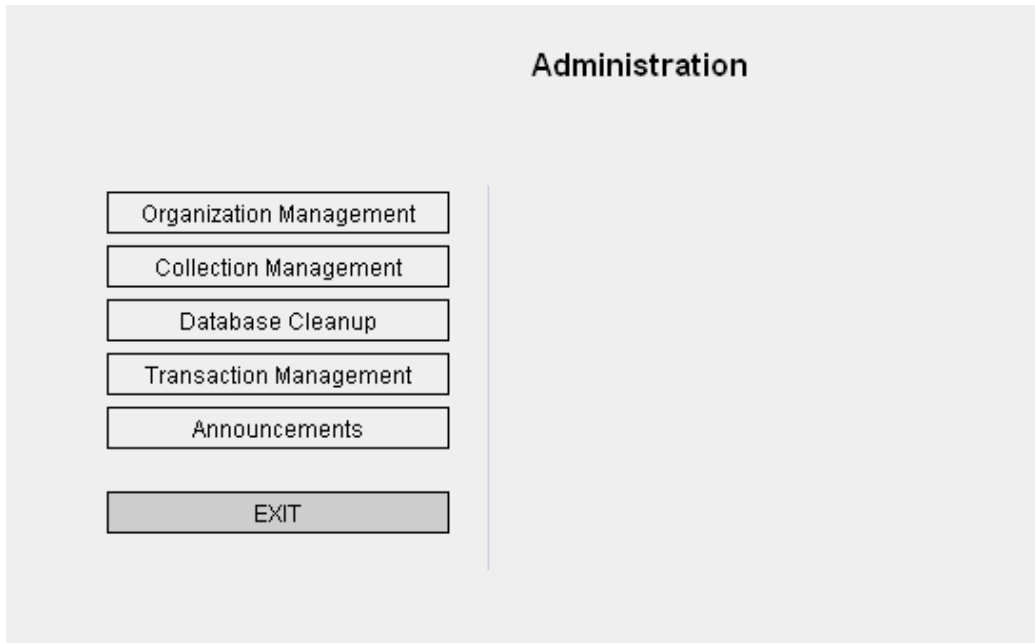 Administration
Organization Management
Collection Management
Database Cleanup
Transaction Management
Announcements
EXIT